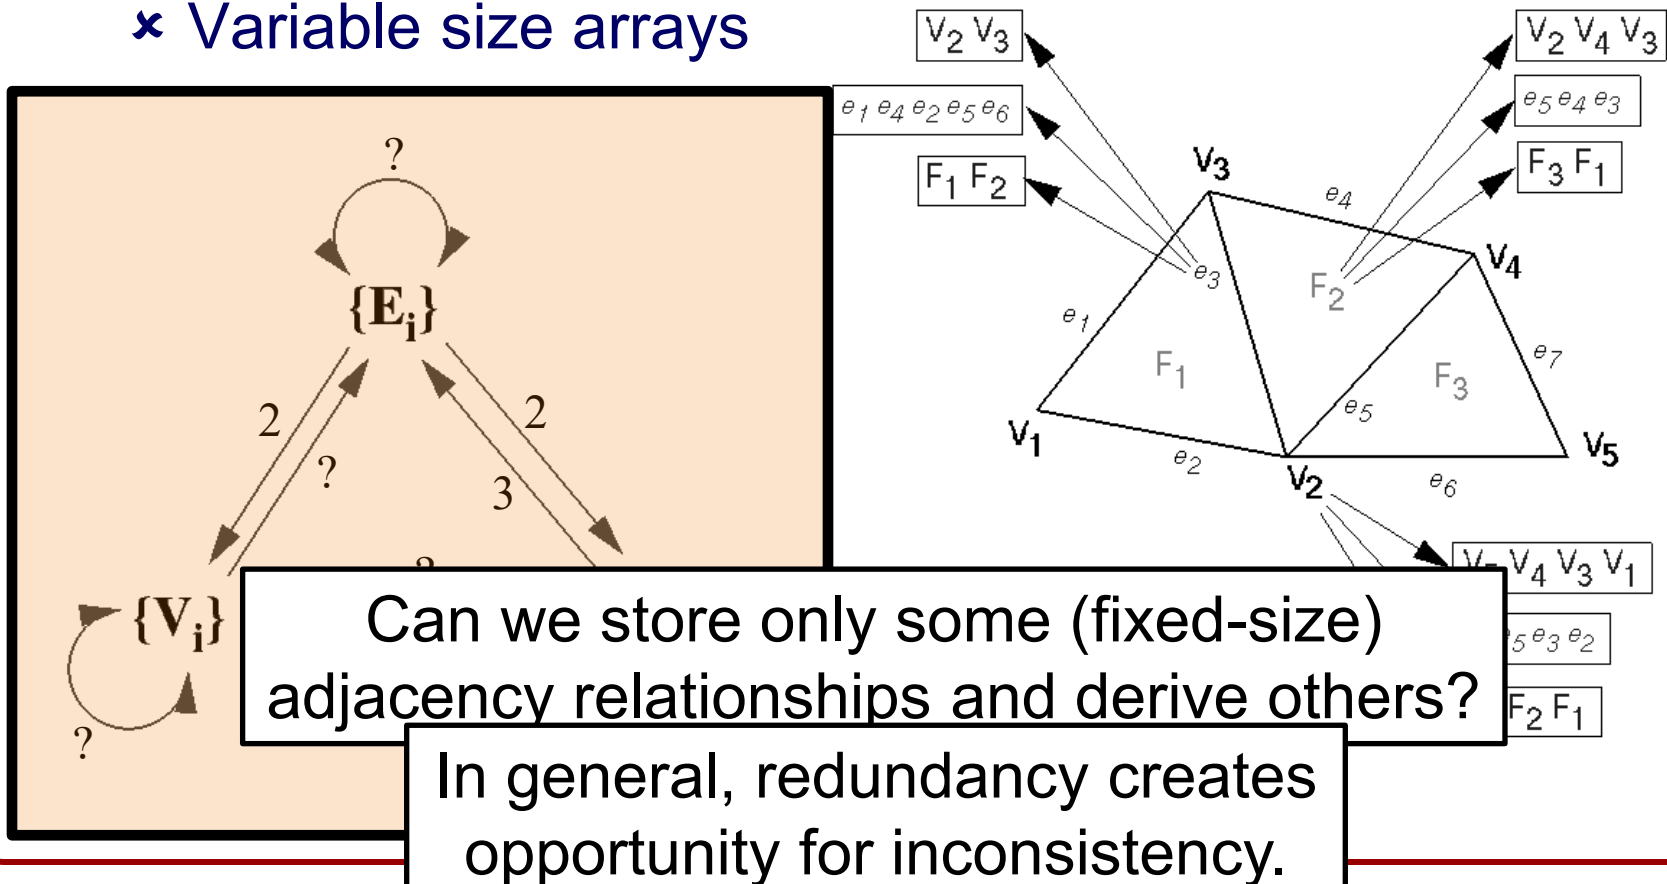 ✘ Variable size arrays
V2 V3
e1 e4 e2 e5 e6
F1 F2
V2 V4 V3
e5 e4 e3
F3 F1
?
{Ei}
2
?
2
3
{Vi}
?
V3
e4
V4
e3
F2
e1
F1
e7
F3
e5
V1
e2
V2
e6
V5
V4 V3 V1
e3 e2
F2 F1
Can we store only some (fixed-size)
adjacency relationships and derive others?
In general, redundancy creates
opportunity for inconsistency.